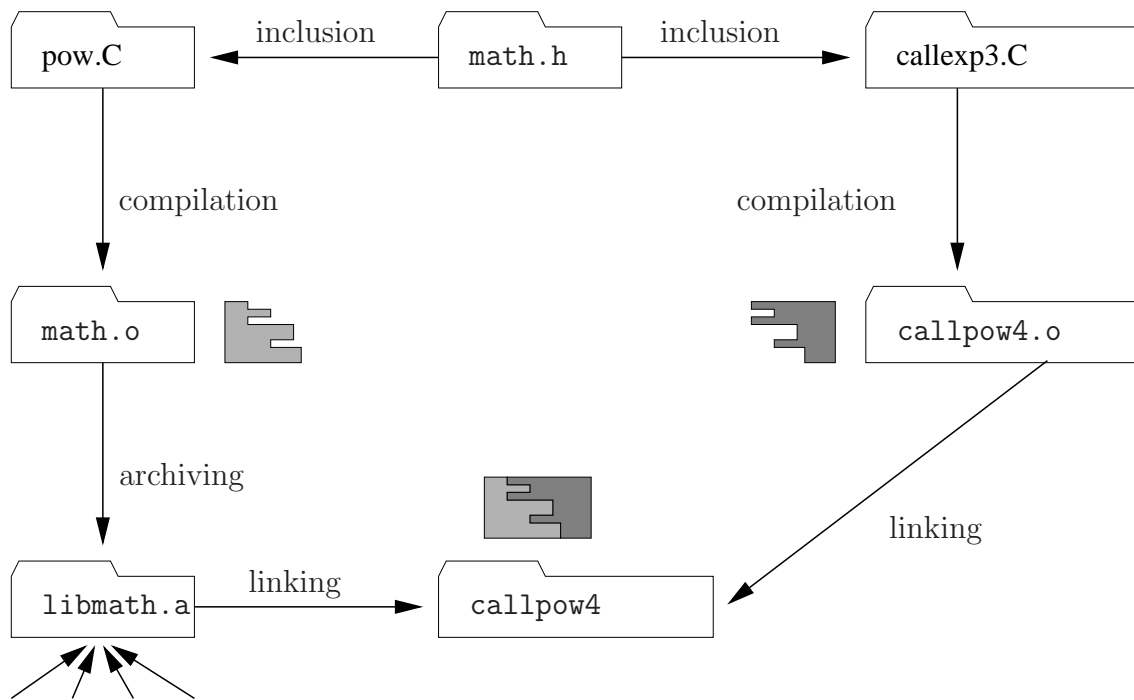 inclusion
inclusion
pow.C
math.h
callexp3.C
compilation
compilation
math.o
callpow4.o
archiving
linking
linking
libmath.a
callpow4